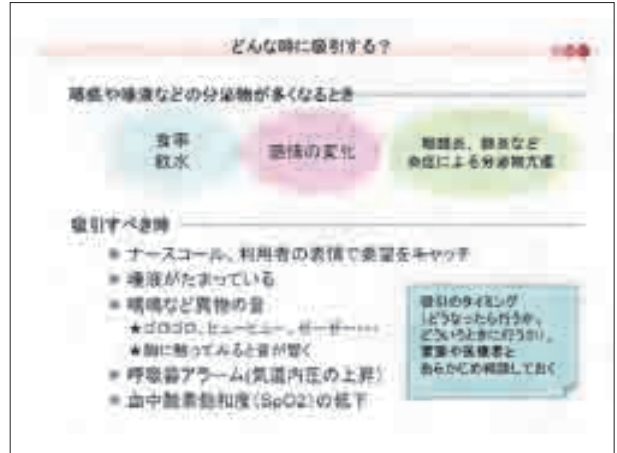 どんな時に吸引する？
喀痰や唾液などの分泌物が多くなるとき
食事
飲水
感情の変化
咽頭炎、肺炎など
炎症による分泌物亢進
吸引すべき時
ナースコール、利用者の表情で要望をキャッチ
唾液がたまっている
喘鳴など異物の音
★ゴロゴロ、ヒューヒュー、ゼーゼー・・・・
★胸に触ってみると音が響く
呼吸器アラーム(気道内圧の上昇)
血中酸素飽和度(SpO2)の低下
吸引のタイミング
(どうなったら行うか、
どういうときに行うか)、
家族や医療者と
あらかじめ相談しておく